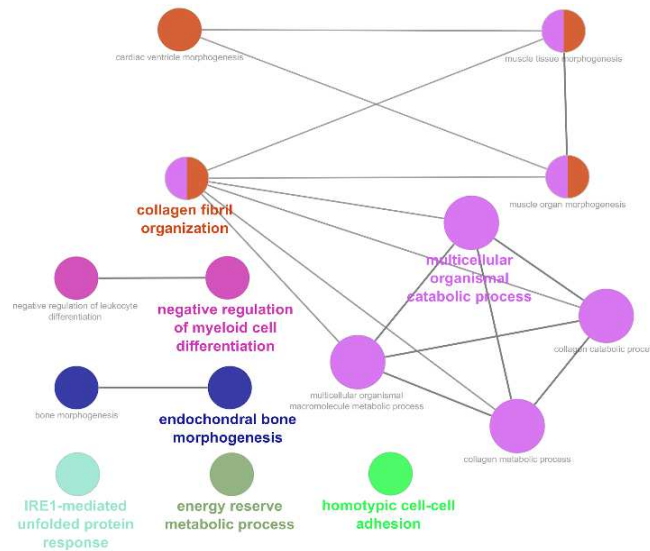 cardiac ventricle morphogenesis
muscle tissue morphogenesis
collagen fibril
organization
muscle organ morphogenesis
multicellular
organismal
catabolic process
negative regulation of leukocyte
differentiation
negative regulation
of myeloid cell
differentiation
collagen catabolic proce
multicellular organismal
macromolecule metabolic process
bone morphogenesis
endochondral bone
morphogenesis
collagen metabolic process
IRE1-mediated
unfolded protein
response
energy reserve
metabolic process
homotypic cell-cell
adhesion